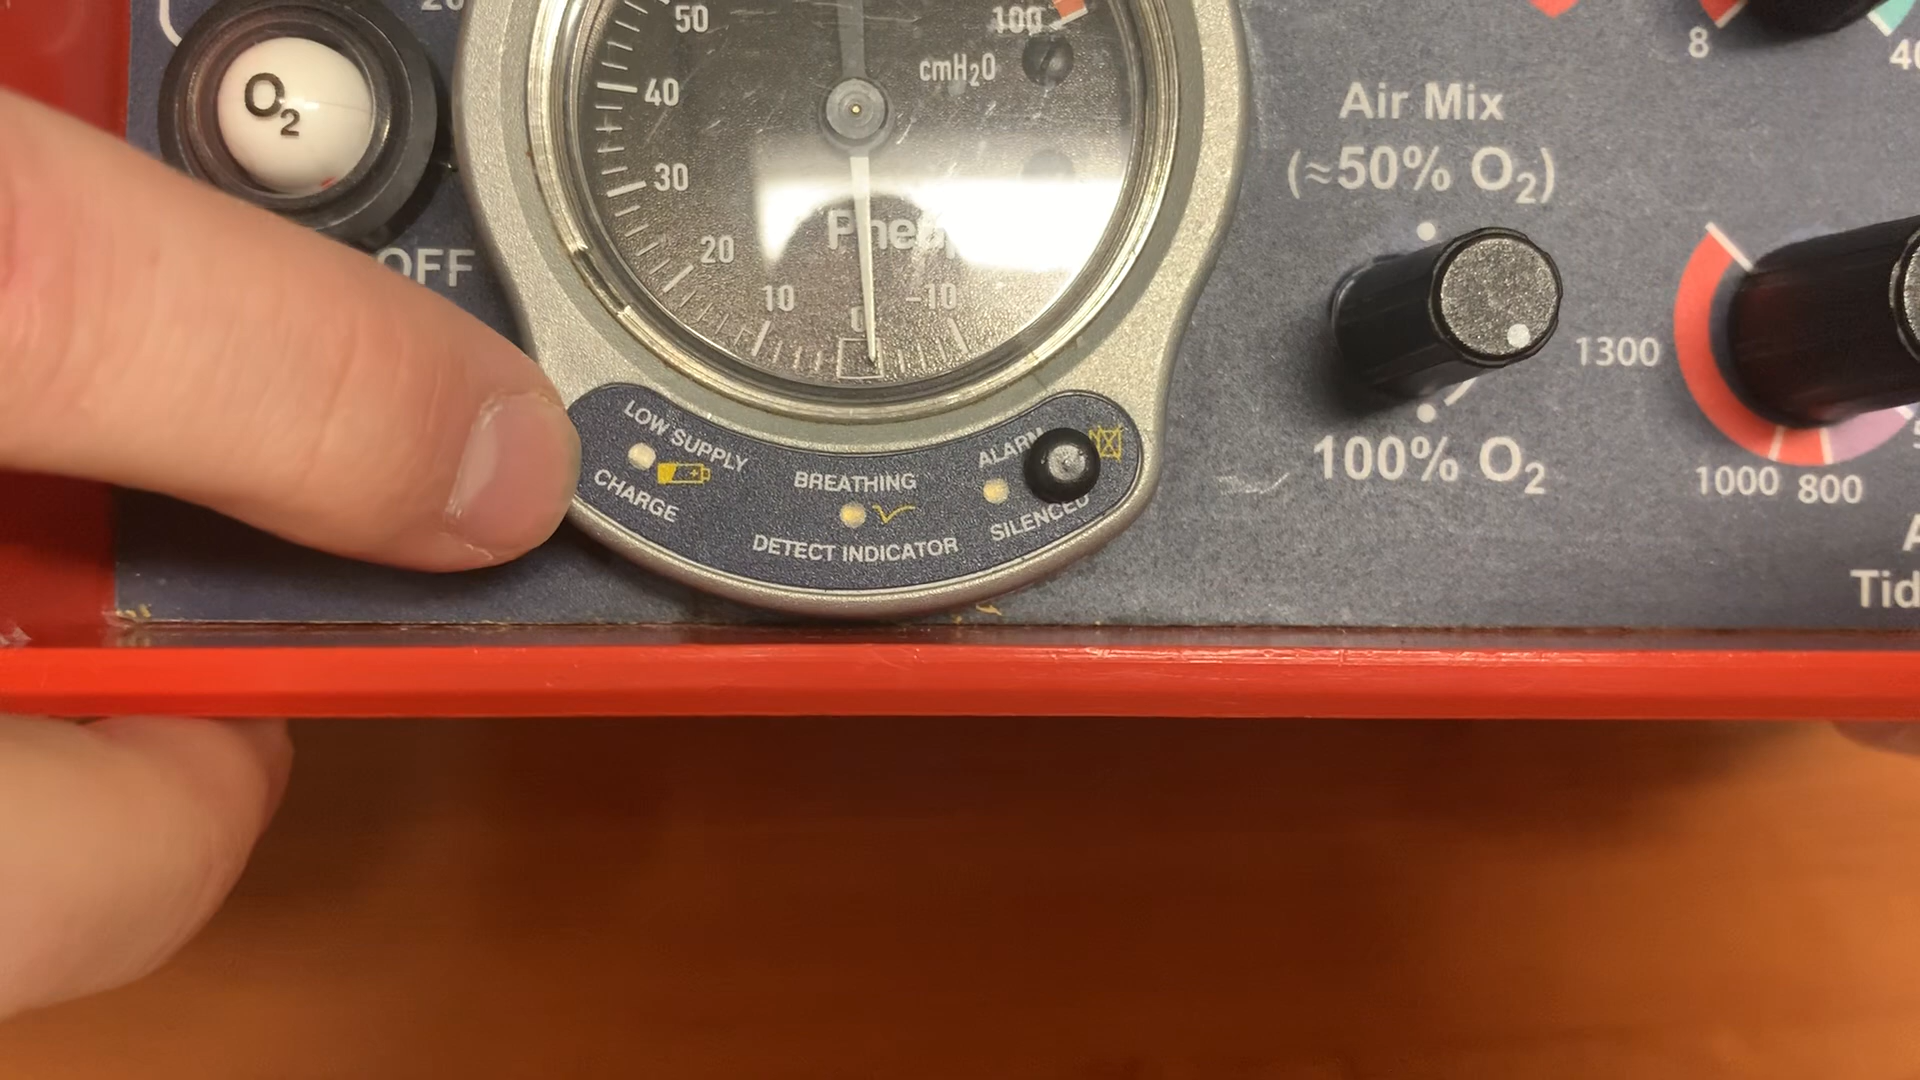 50
100
cmH2O
8
O2
40
30
20
10
0
-10
OFF
Air Mix
(≈50% O2)
100% O2
1300
1000 800
LOW SUPPLY
CHARGE
BREATHING
DETECT INDICATOR
ALARM
SILENCED